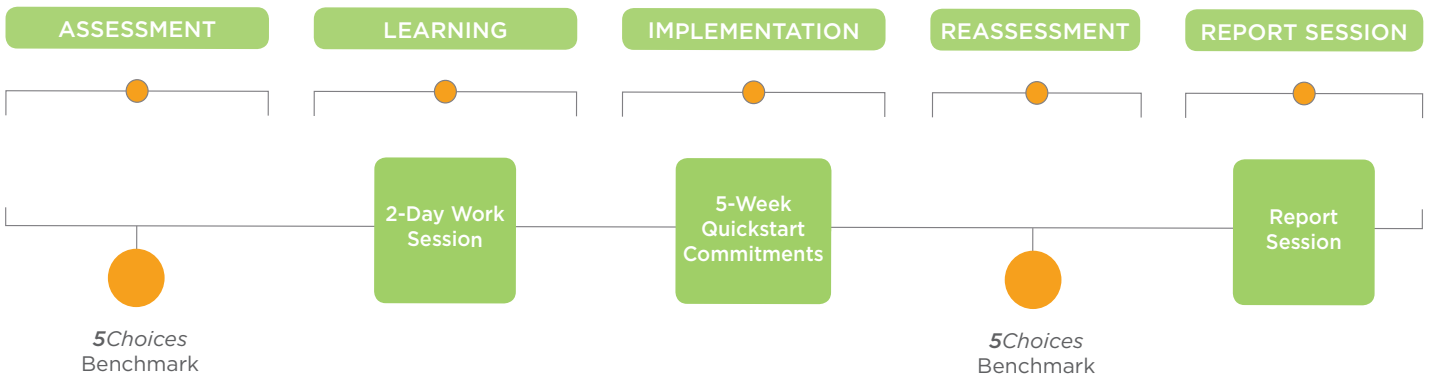 ASSESSMENT
LEARNING
IMPLEMENTATION
REASSESSMENT
REPORT SESSION
2-Day Work
Session
5-Week
Quickstart
Commitments
Report
Session
5Choices
Benchmark
5Choices
Benchmark